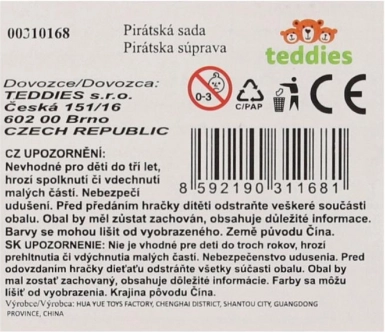 00310168
Pirátská sada
Pirátska súprava
teddies
Dovozce/Dovozca:
TEDDIES s.r.o.
Česká 151/16
602 00 Brno
CZECH REPUBLIC
0-3
C/PAP
CE
CZ UPOZORNĚNÍ:
Nevhodné pro děti do tří let,
hrozí spolknutí či vdechnutí
malých částí. Nebezpečí
udušení. Před předáním hračky dítěti odstraňte veškeré součásti
obalu. Obal by měl zůstat zachován, obsahuje důležité informace.
Barvy se mohou lišit od vyobrazeného. Země původu Čína.
8 592190 311681
SK UPOZORNENIE: Nie je vhodné pre deti do troch rokov, hrozí
prehltnutia či vdýchnutia malých častí. Nebezpečenstvo udusenia. Pred
odovzdaním hračky dieťaťu odstráňte všetky súčasti obalu. Obal by
mal zostať zachovaný, obsahuje dôležité informácie. Farby sa môžu
líšiť od vyobrazeného. Krajina pôvodu Čína.
Výrobce/Výrobca: HUA YUE TOYS FACTORY, CHENGHAI DISTRICT, SHANTOU CITY, GUANGDONG
PROVINCE, CHINA